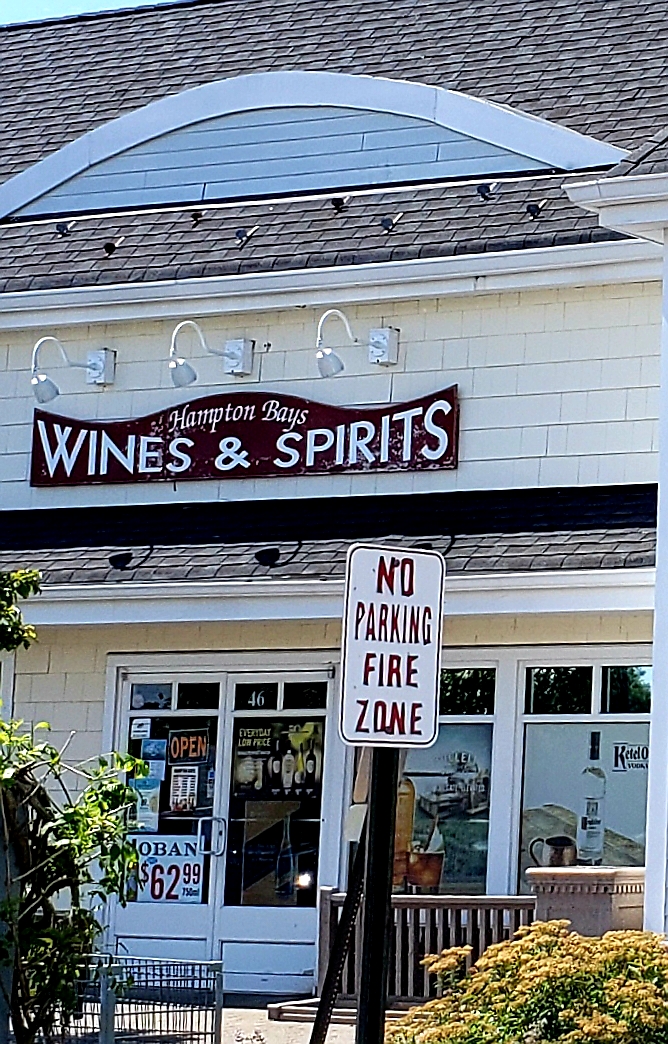 Hampton Bays
WINES & SPIRITS
NO
PARKING
FIRE
ZONE
46
EVERYDAY
LOW PRICE
OPEN
OBAN
$62.99
750ml
Ketel O
VODKA